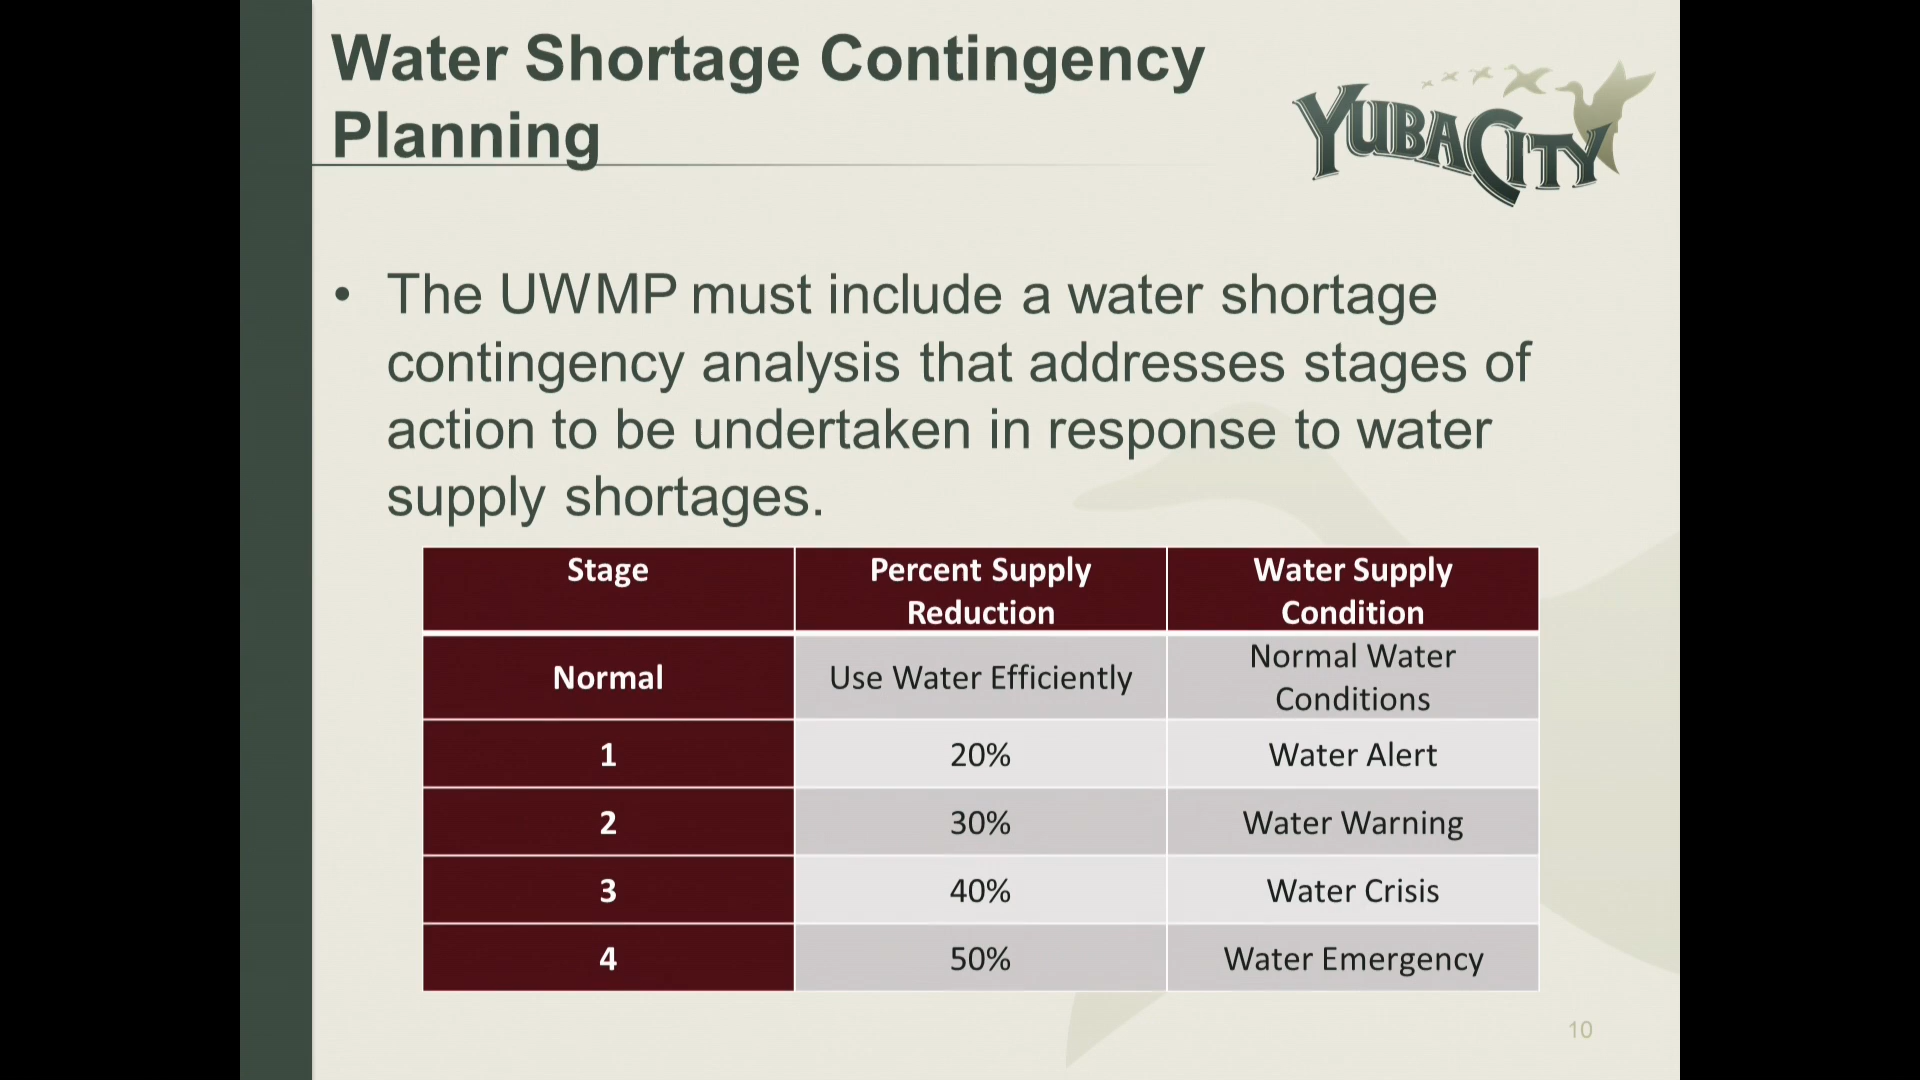 Water Shortage Contingency
Planning
YUBA CITY
• The UWMP must include a water shortage
contingency analysis that addresses stages of
action to be undertaken in response to water
supply shortages.
Stage
Percent Supply
Reduction
Water Supply
Condition
Normal
Use Water Efficiently
Normal Water
Conditions
1
20%
Water Alert
2
30%
Water Warning
3
40%
Water Crisis
4
50%
Water Emergency
10